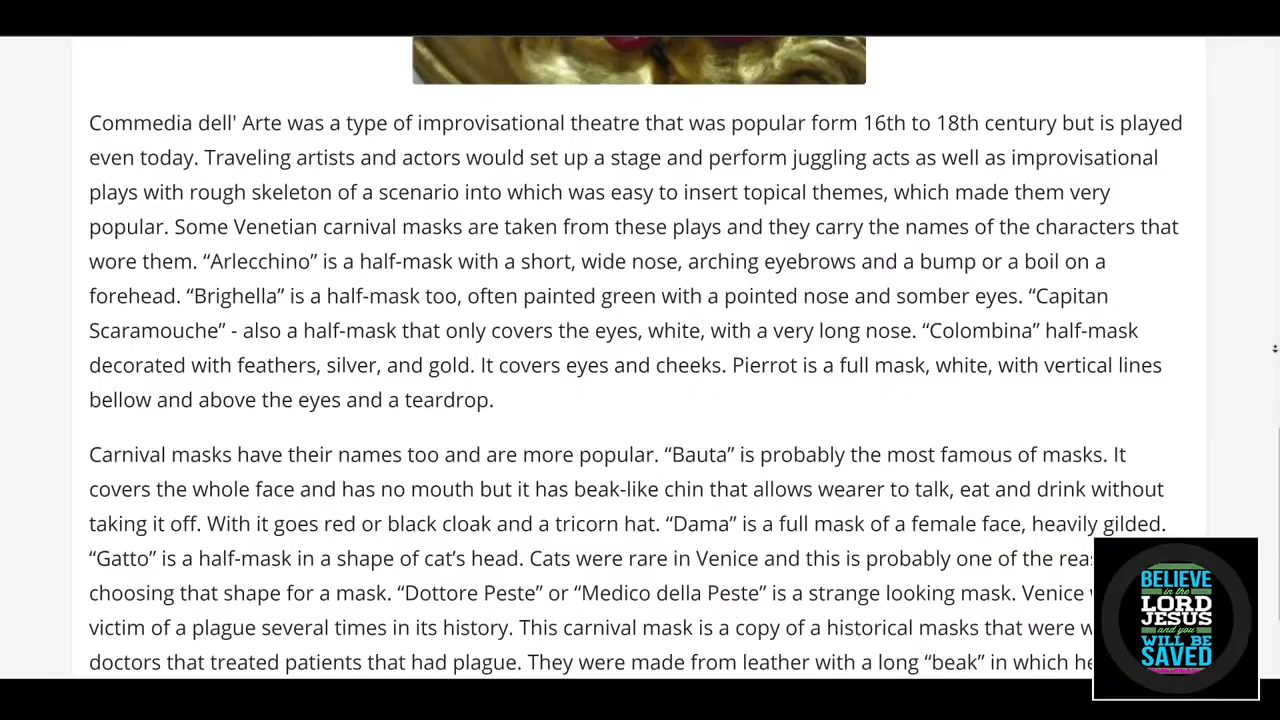 Commedia dell' Arte was a type of improvisational theatre that was popular form 16th to 18th century but is played
even today. Traveling artists and actors would set up a stage and perform juggling acts as well as improvisational
plays with rough skeleton of a scenario into which was easy to insert topical themes, which made them very
popular. Some Venetian carnival masks are taken from these plays and they carry the names of the characters that
wore them. “Arlecchino” is a half-mask with a short, wide nose, arching eyebrows and a bump or a boil on a
forehead. “Brighella” is a half-mask too, often painted green with a pointed nose and somber eyes. “Capitan
Scaramouche” - also a half-mask that only covers the eyes, white, with a very long nose. “Colombina” half-mask
decorated with feathers, silver, and gold. It covers eyes and cheeks. Pierrot is a full mask, white, with vertical lines
bellow and above the eyes and a teardrop.
Carnival masks have their names too and are more popular. “Bauta” is probably the most famous of masks. It
covers the whole face and has no mouth but it has beak-like chin that allows wearer to talk, eat and drink without
taking it off. With it goes red or black cloak and a tricorn hat. “Dama” is a full mask of a female face, heavily gilded.
“Gatto” is a half-mask in a shape of cat’s head. Cats were rare in Venice and this is probably one of the
choosing that shape for a mask. “Dottore Peste” or “Medico della Peste” is a strange looking mask. Venice
victim of a plague several times in its history. This carnival mask is a copy of a historical masks that were
doctors that treated patients that had plague. They were made from leather with a long “beak” in which
BELIEVE
in the
LORD
JESUS
and you
WILL BE
SAVED